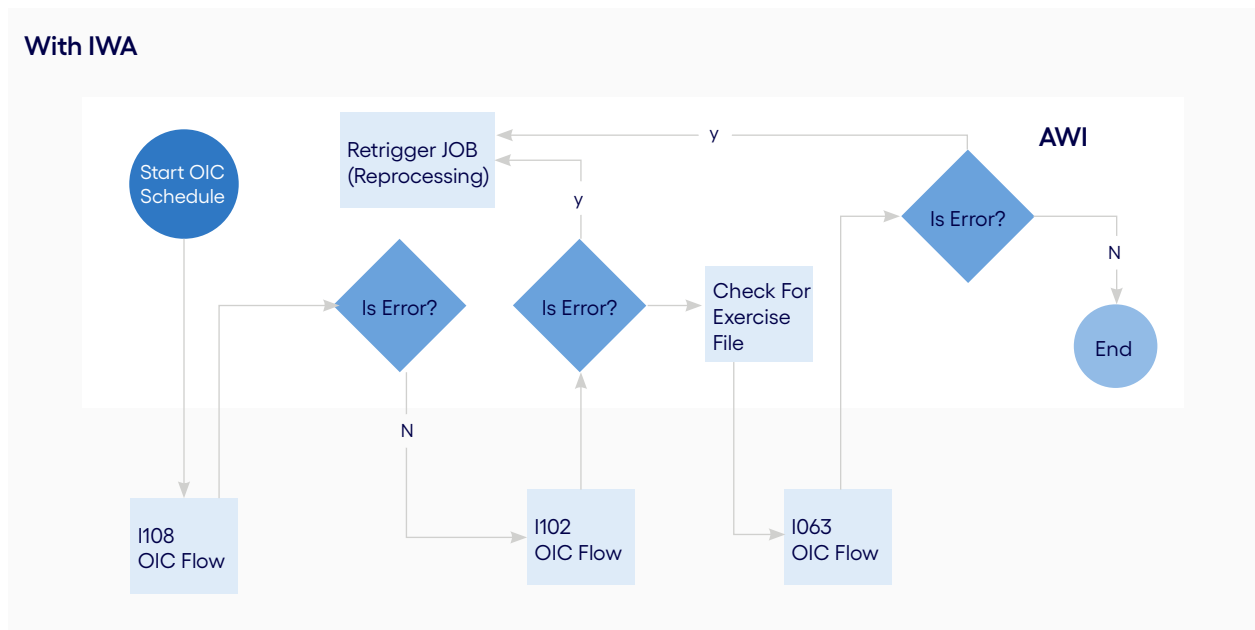 With IWA
AWI
Start OIC
Schedule
Retrigger JOB
(Reprocessing)
y
y
Is Error?
N
Is Error?
Is Error?
Check For
Exercise
File
End
N
I108
OIC Flow
I102
OIC Flow
I063
OIC Flow